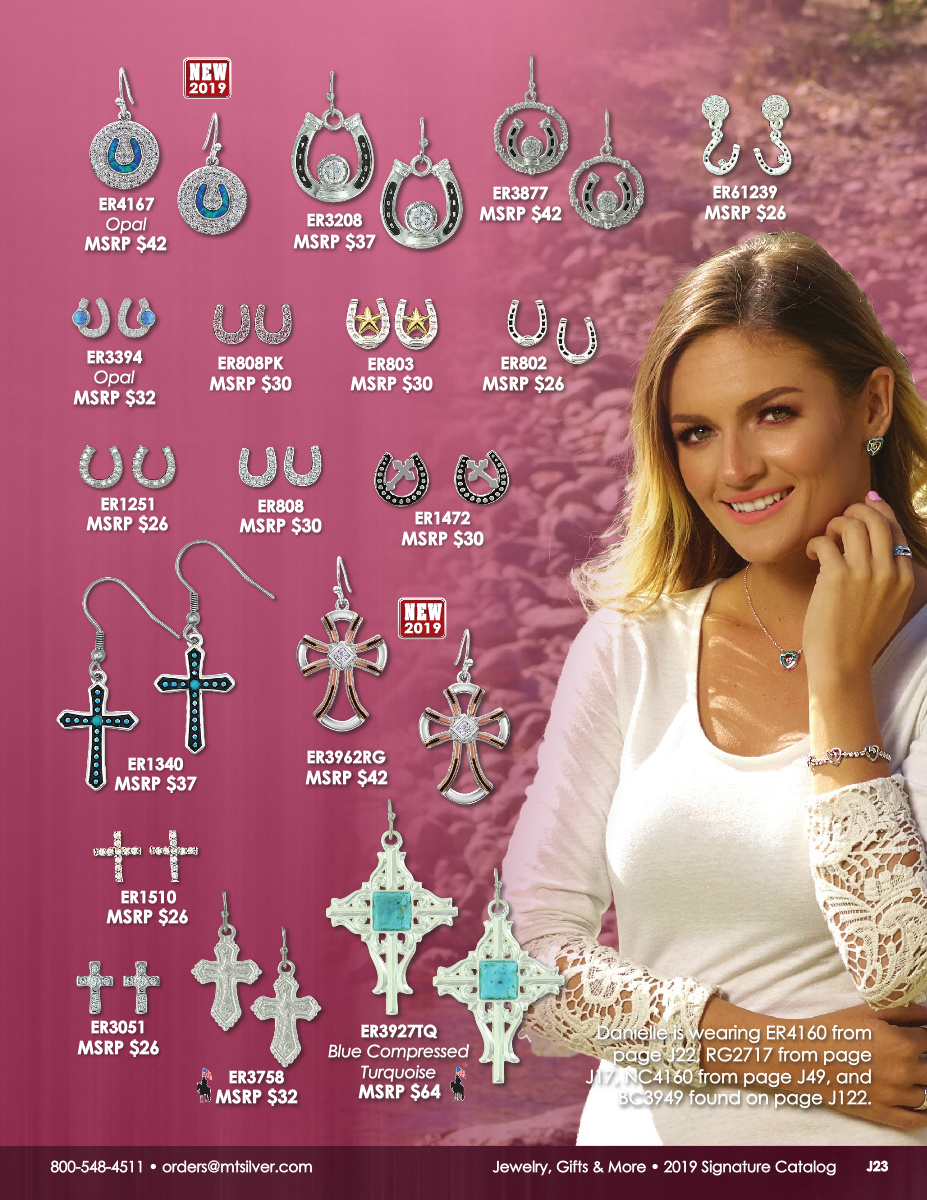 NEW
2019
ER4167
Opal
MSRP $42
ER3208
MSRP $37
ER3877
MSRP $42
ER61239
MSRP $26
ER3394
Opal
MSRP $32
ER808PK
MSRP $30
ER803
MSRP $30
ER802
MSRP $26
ER1251
MSRP $26
ER808
MSRP $30
ER1472
MSRP $30
ER1340
MSRP $37
NEW
2019
ER3962RG
MSRP $42
ER1510
MSRP $26
ER3051
MSRP $26
ER3758
MSRP $32
ER3927TQ
Blue Compressed
Turquoise
MSRP $64
Danielle is wearing ER4160 from
page J22, RG2717 from page
J17, NC4160 from page J49, and
BC3949 found on page J122.
800-548-4511 • orders@mtsilver.com
Jewelry, Gifts & More • 2019 Signature Catalog J23